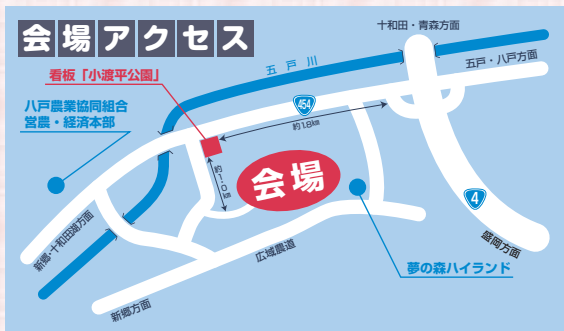 会場アクセス
十和田・青森方面
看板「小渡平公園」
五戸川
五戸・八戸方面
八戸農業協同組合
営農・経済本部
454
約1.8km
約1.0km
会場
4
新郷・十和田湖方面
広域農道
盛岡方面
夢の森ハイランド
新郷方面